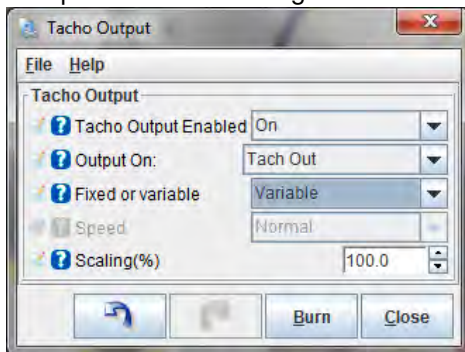 Tacho Output
File Help
Tacho Output
Tacho Output Enabled On
Output On: Tach Out
Fixed or variable Variable
Speed Normal
Scaling(%) 100.0
Burn Close